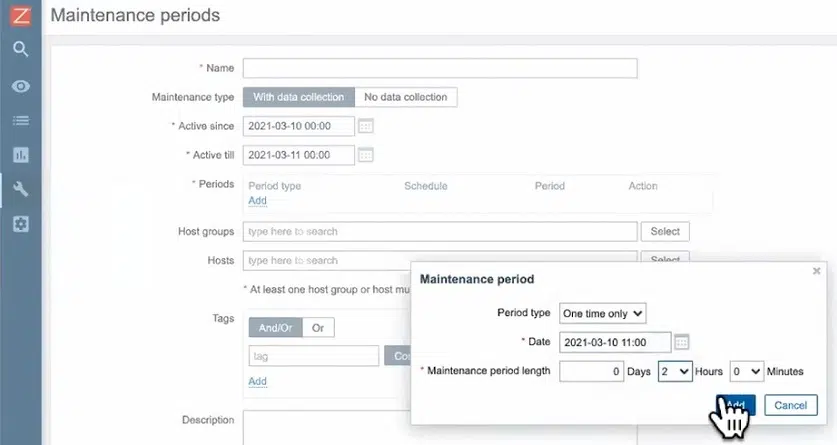 Z
Maintenance periods
* Name
Maintenance type With data collection No data collection
* Active since 2021-03-10 00:00
* Active till 2021-03-11 00:00
* Periods Period type Schedule Period Action
Add
Host groups type here to search Select
Hosts type here to search Select
* At least one host group or host mu
Tags And/Or Or
tag Co
Add
Description
Maintenance period
Period type One time only
* Date 2021-03-10 11:00
* Maintenance period length 0 Days 2 Hours 0 Minutes
Add Cancel